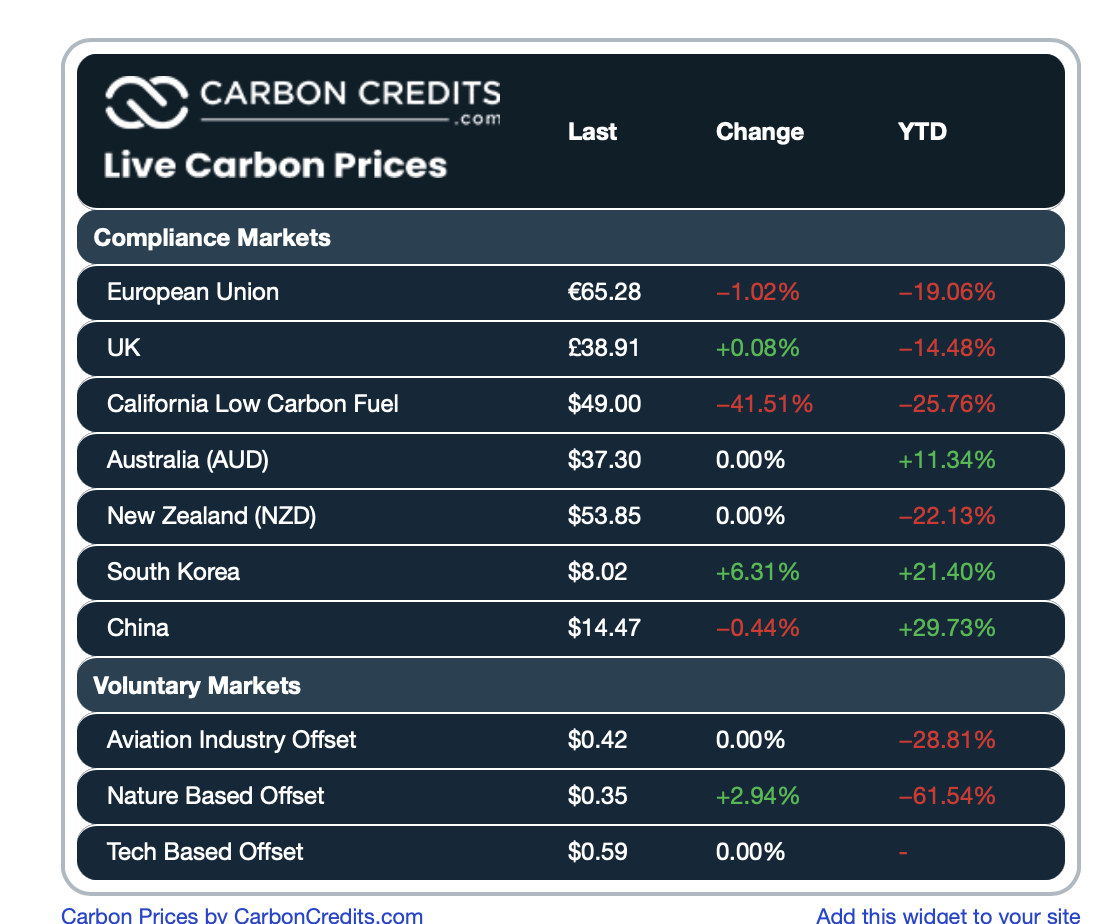 CARBON CREDITS
.com
Live Carbon Prices
Last Change YTD
Compliance Markets
European Union €65.28 −1.02% −19.06%
UK £38.91 +0.08% −14.48%
California Low Carbon Fuel $49.00 −41.51% −25.76%
Australia (AUD) $37.30 0.00% +11.34%
New Zealand (NZD) $53.85 0.00% −22.13%
South Korea $8.02 +6.31% +21.40%
China $14.47 −0.44% +29.73%
Voluntary Markets
Aviation Industry Offset $0.42 0.00% −28.81%
Nature Based Offset $0.35 +2.94% −61.54%
Tech Based Offset $0.59 0.00% -
Carbon Prices by CarbonCredits.com Add this widget to your site